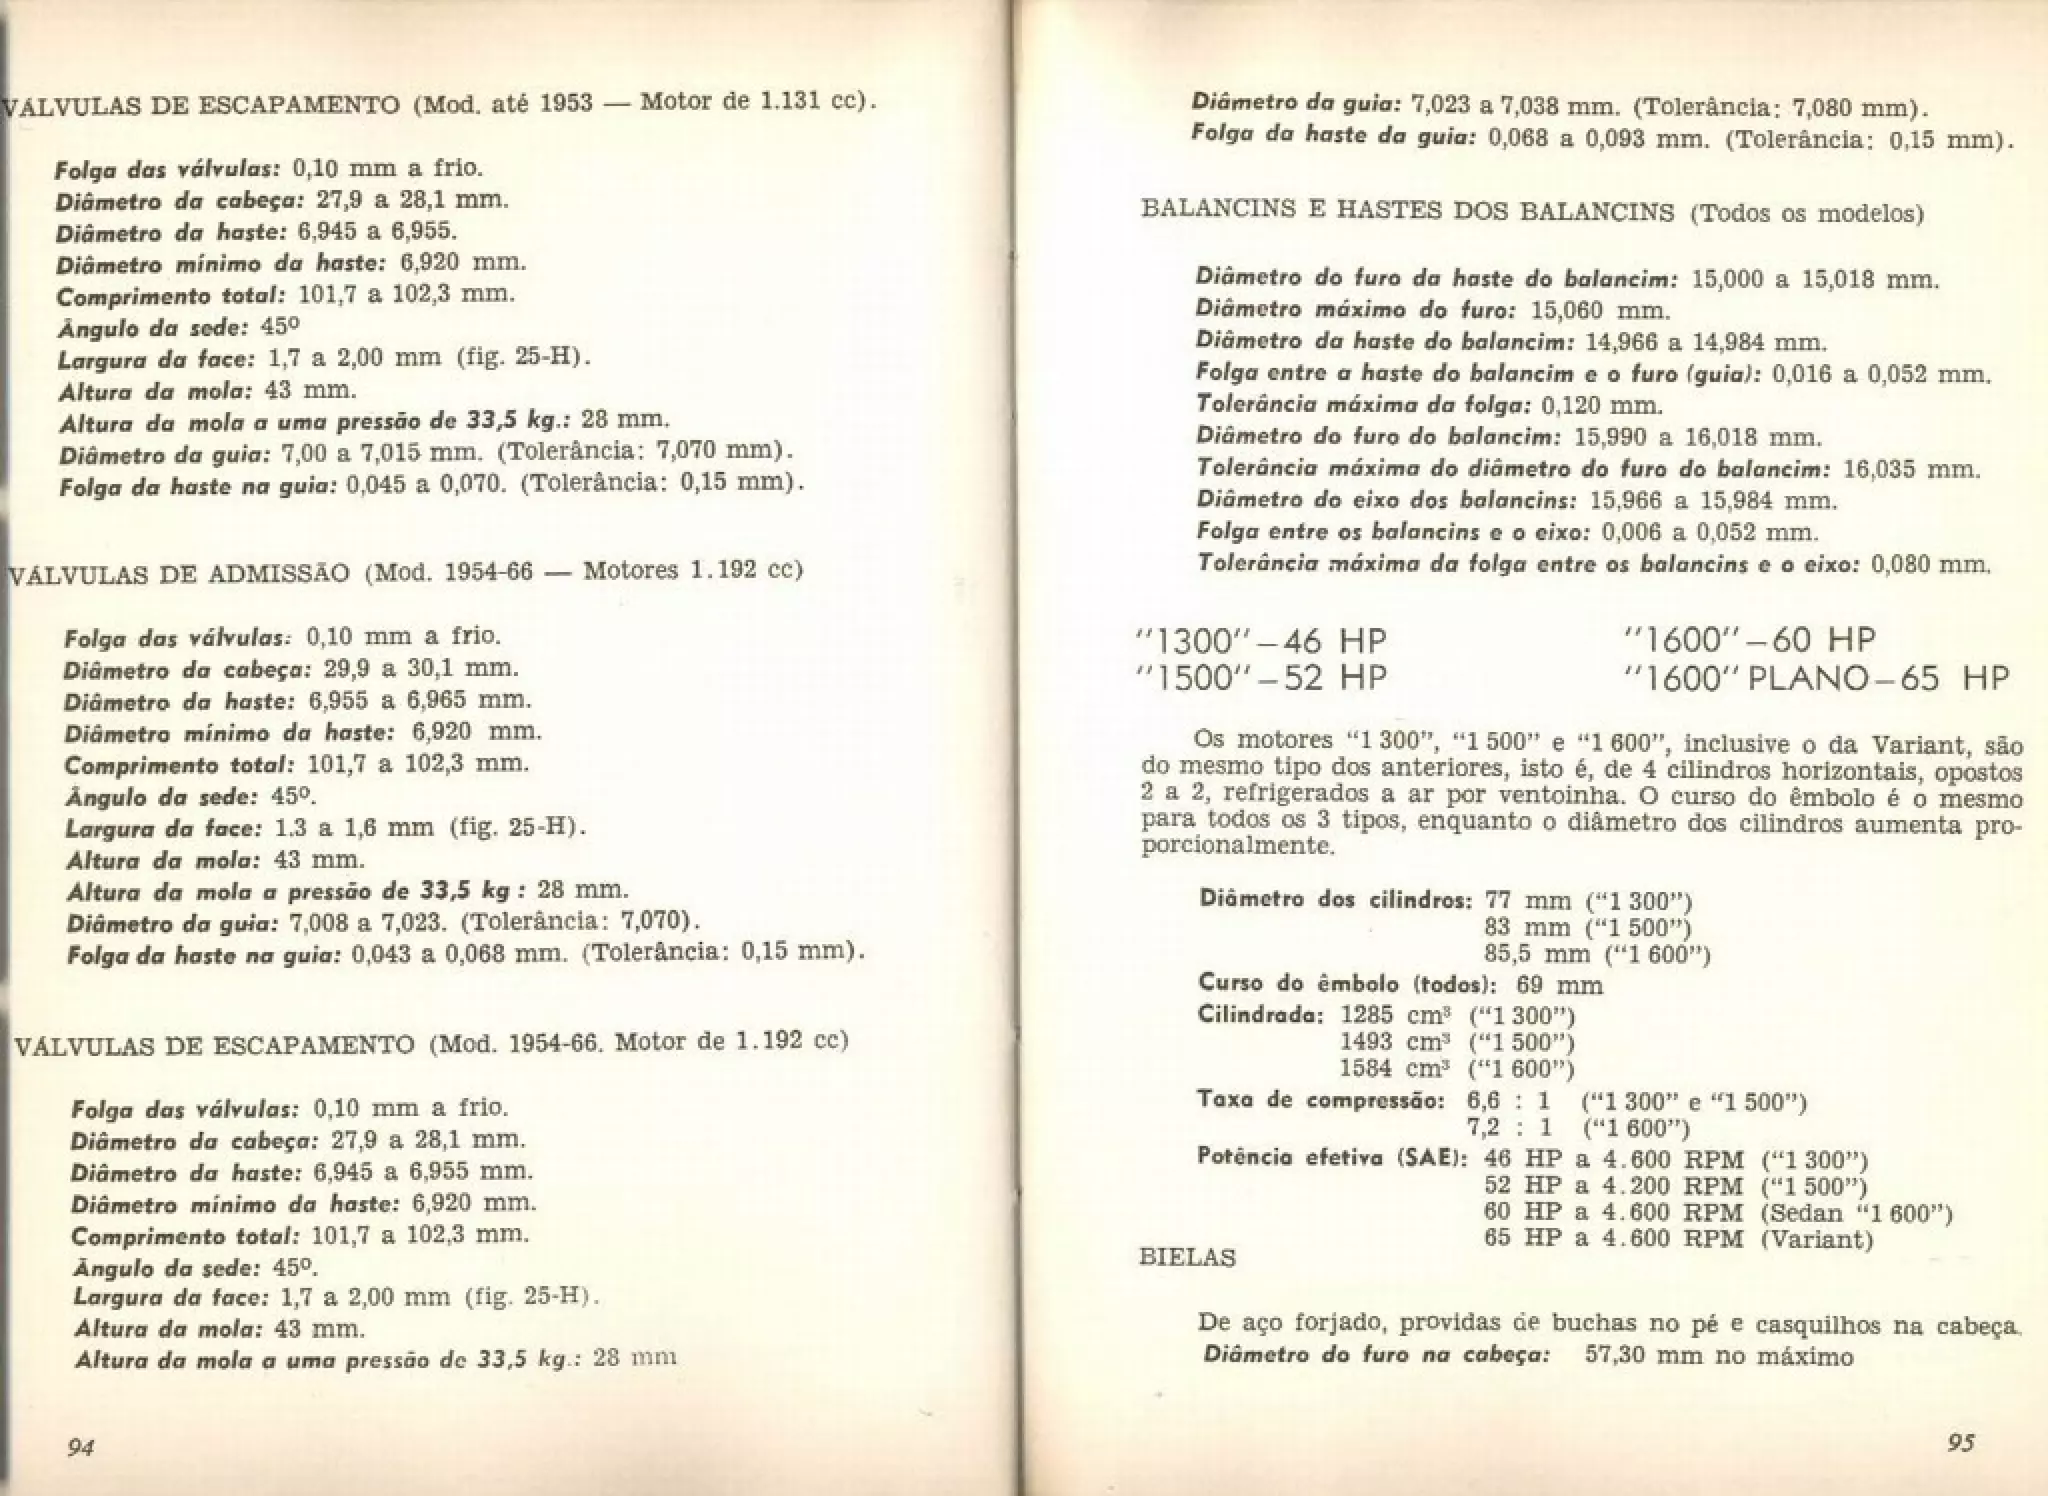 VÁLVULAS DE ESCAPAMENTO (Mod. até 1953 — Motor de 1.131 cc).
Folga das válvulas: 0,10 mm a frio.
Diâmetro da cabeça: 27,9 a 28,1 mm.
Diâmetro da haste: 6,945 a 6,955.
Diâmetro mínimo da haste: 6,920 mm.
Comprimento total: 101,7 a 102,3 mm.
Ângulo da sede: 45º
Largura da face: 1,7 a 2,00 mm (fig. 25-H).
Altura da mola: 43 mm.
Altura da mola a uma pressão de 33,5 kg.: 28 mm.
Diâmetro da guia: 7,00 a 7,015 mm. (Tolerância: 7,070 mm).
Folga da haste na guia: 0,045 a 0,070. (Tolerância: 0,15 mm).
VÁLVULAS DE ADMISSÃO (Mod. 1954-66 — Motores 1.192 cc)
Folga das válvulas: 0,10 mm a frio.
Diâmetro da cabeça: 29,9 a 30,1 mm.
Diâmetro da haste: 6,955 a 6,965 mm.
Diâmetro mínimo da haste: 6,920 mm.
Comprimento total: 101,7 a 102,3 mm.
Ângulo da sede: 45º.
Largura da face: 1.3 a 1,6 mm (fig. 25-H).
Altura da mola: 43 mm.
Altura da mola a pressão de 33,5 kg : 28 mm.
Diâmetro da guia: 7,008 a 7,023. (Tolerância: 7,070).
Folga da haste na guia: 0,043 a 0,068 mm. (Tolerância: 0,15 mm).
VÁLVULAS DE ESCAPAMENTO (Mod. 1954-66. Motor de 1.192 cc)
Folga das válvulas: 0,10 mm a frio.
Diâmetro da cabeça: 27,9 a 28,1 mm.
Diâmetro da haste: 6,945 a 6,955 mm.
Diâmetro mínimo da haste: 6,920 mm.
Comprimento total: 101,7 a 102,3 mm.
Ângulo da sede: 45º.
Largura da face: 1,7 a 2,00 mm (fig. 25-H).
Altura da mola: 43 mm.
Altura da mola a uma pressão de 33,5 kg.: 28 mm
94
Diâmetro da guia: 7,023 a 7,038 mm. (Tolerância: 7,080 mm).
Folga da haste da guia: 0,068 a 0,093 mm. (Tolerância: 0,15 mm).
BALANCINS E HASTES DOS BALANCINS (Todos os modelos)
Diâmetro do furo da haste do balancim: 15,000 a 15,018 mm.
Diâmetro máximo do furo: 15,060 mm.
Diâmetro da haste do balancim: 14,966 a 14,984 mm.
Folga entre a haste do balancim e o furo (guia): 0,016 a 0,052 mm.
Tolerância máxima da folga: 0,120 mm.
Diâmetro do furo do balancim: 15,990 a 16,018 mm.
Tolerância máxima do diâmetro do furo do balancim: 16,035 mm.
Diâmetro do eixo dos balancins: 15,966 a 15,984 mm.
Folga entre os balancins e o eixo: 0,006 a 0,052 mm.
Tolerância máxima da folga entre os balancins e o eixo: 0,080 mm.
"1300"–46 HP "1600"–60 HP
"1500"–52 HP "1600" PLANO–65 HP
Os motores “1 300”, “1 500” e “1 600”, inclusive o da Variant, são
do mesmo tipo dos anteriores, isto é, de 4 cilindros horizontais, opostos
2 a 2, refrigerados a ar por ventoinha. O curso do êmbolo é o mesmo
para todos os 3 tipos, enquanto o diâmetro dos cilindros aumenta pro-
porcionalmente.
Diâmetro dos cilindros: 77 mm (“1 300”)
83 mm (“1 500”)
85,5 mm (“1 600”)
Curso do êmbolo (todos): 69 mm
Cilindrada: 1285 cm³ (“1 300”)
1493 cm³ (“1 500”)
1584 cm³ (“1 600”)
Taxa de compressão: 6,6 : 1 (“1 300” e “1 500”)
7,2 : 1 (“1 600”)
Potência efetiva (SAE): 46 HP a 4.600 RPM (“1 300”)
52 HP a 4.200 RPM (“1 500”)
60 HP a 4.600 RPM (Sedan “1 600”)
65 HP a 4.600 RPM (Variant)
BIELAS
De aço forjado, providas de buchas no pé e casquilhos na cabeça.
Diâmetro do furo na cabeça: 57,30 mm no máximo
95